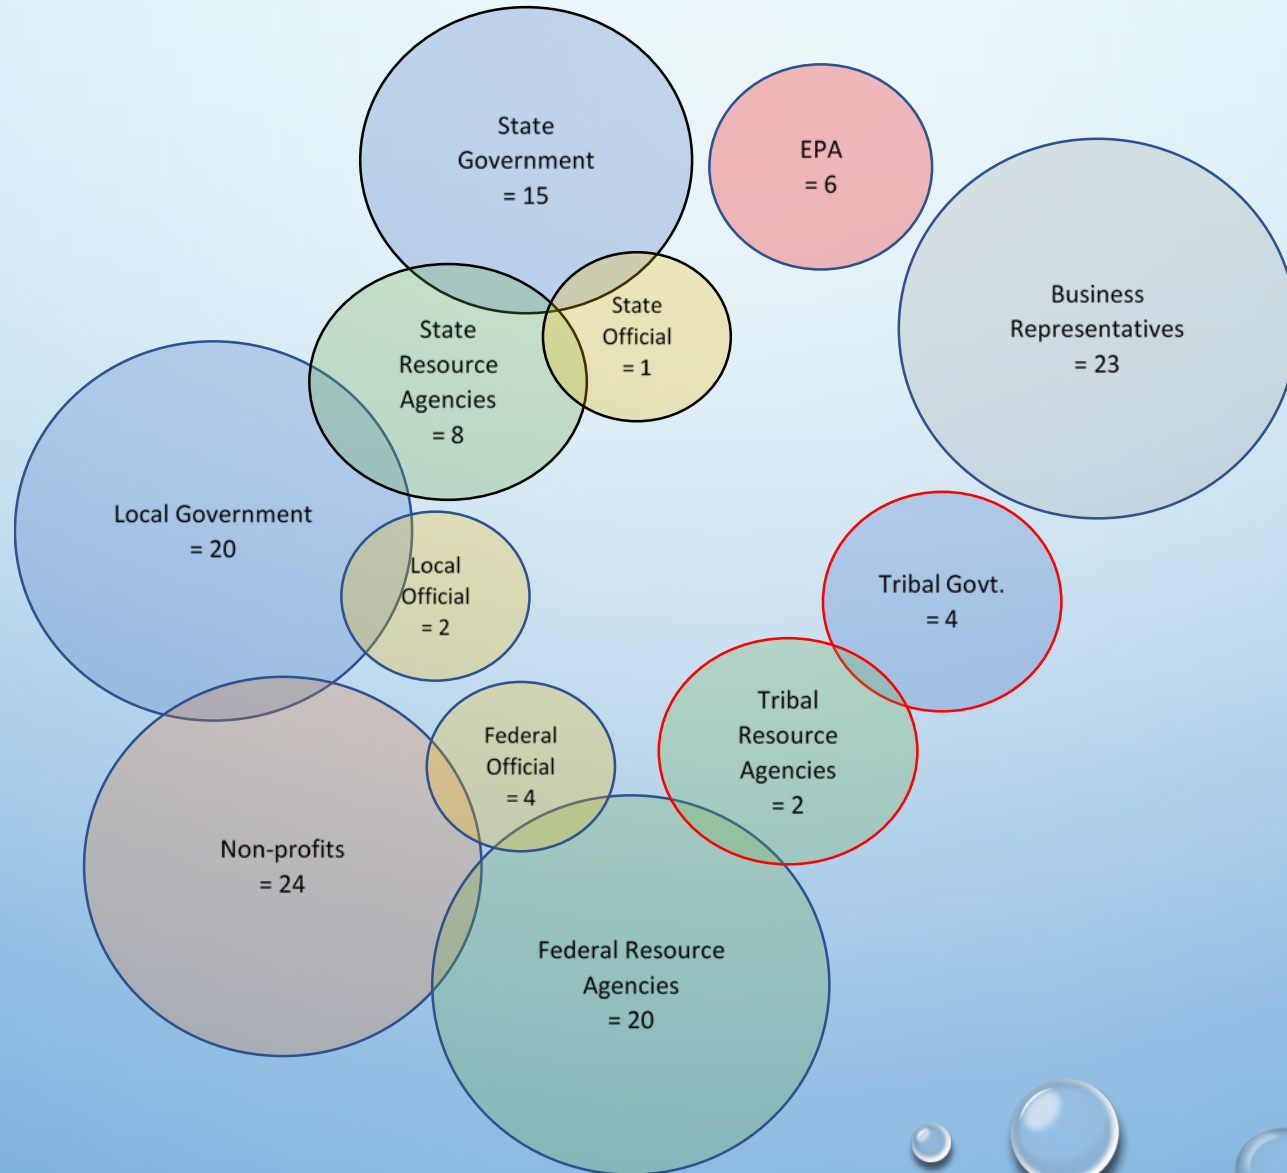 State
Government
= 15
EPA
= 6
Business
Representatives
= 23
State
Official
= 1
State
Resource
Agencies
= 8
Local Government
= 20
Local
Official
= 2
Tribal Govt.
= 4
Tribal
Resource
Agencies
= 2
Federal
Official
= 4
Non-profits
= 24
Federal Resource
Agencies
= 20